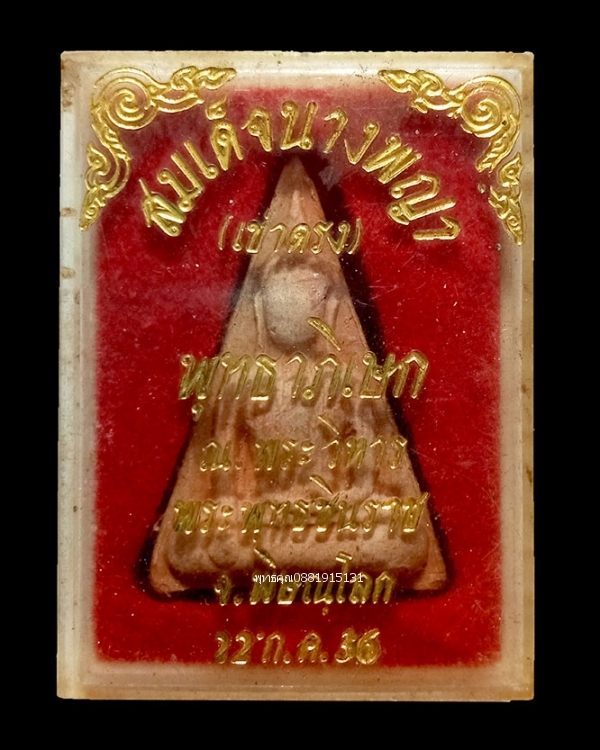 สมเด็จนางพญา
(เข่าตรง)
พุทธาภิเษก
ณ. พระวิหาร
พระพุทธชินราช
พุทธคุณ0881915131
จ.พิษณุโลก
12 ก.ค. 36